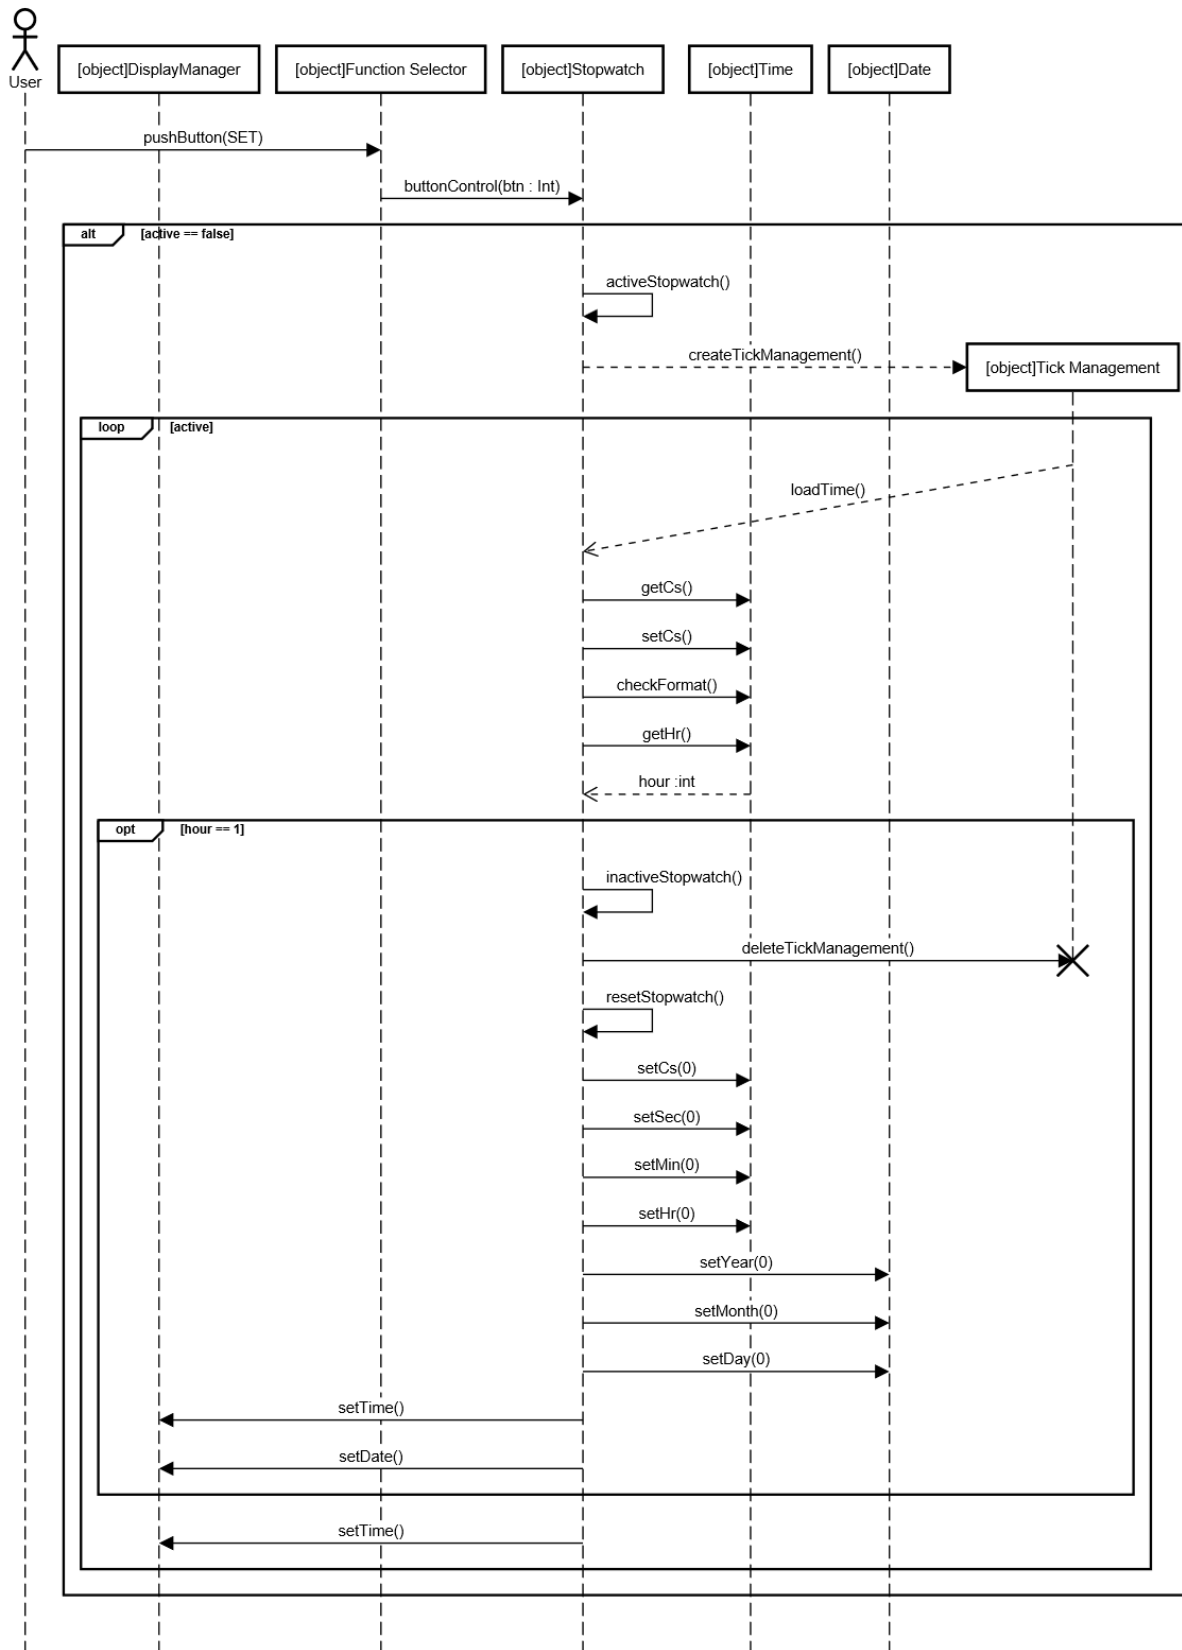 User
[object]DisplayManager
[object]Function Selector
[object]Stopwatch
[object]Time
[object]Date
pushButton(SET)
buttonControl(btn : Int)
alt
[active == false]
activeStopwatch()
createTickManagement()
[object]Tick Management
loop
[active]
loadTime()
getCs()
setCs()
checkFormat()
getHr()
hour :int
opt
[hour == 1]
inactiveStopwatch()
deleteTickManagement()
resetStopwatch()
setCs(0)
setSec(0)
setMin(0)
setHr(0)
setYear(0)
setMonth(0)
setDay(0)
setTime()
setDate()
setTime()